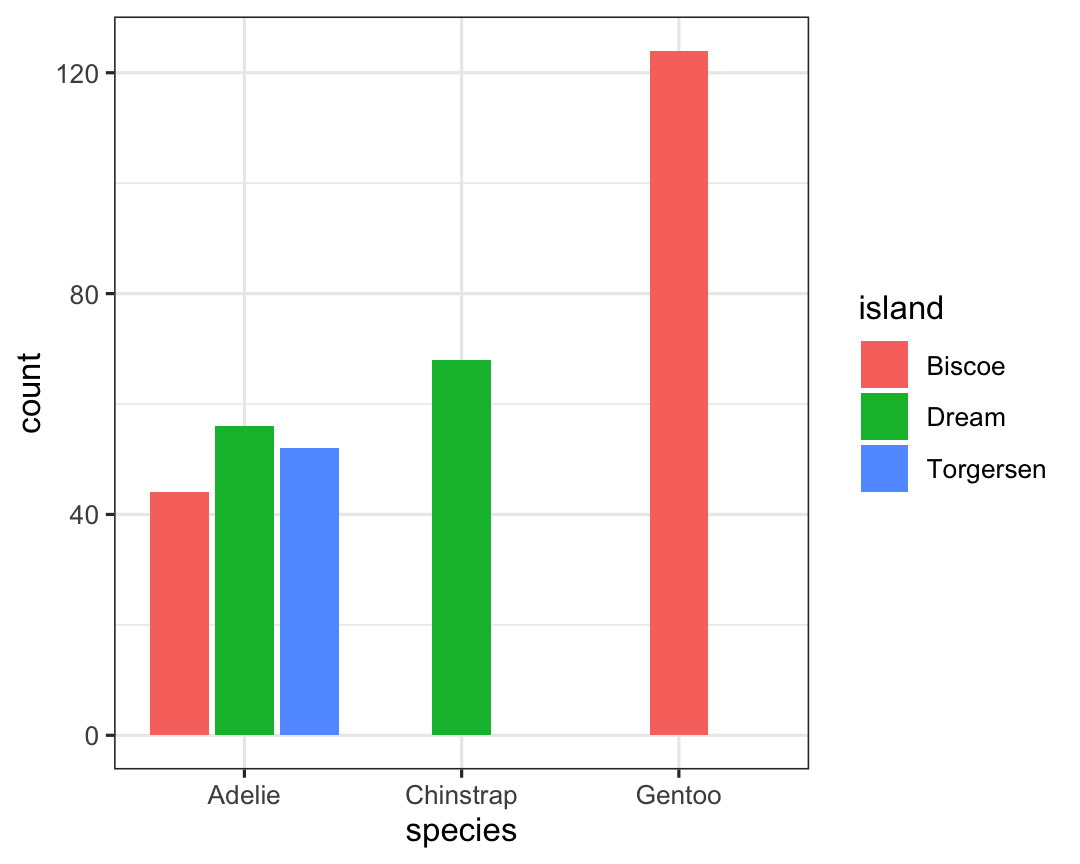 120
80
40
0
count
Adelie Chinstrap Gentoo
species
island
Biscoe
Dream
Torgersen